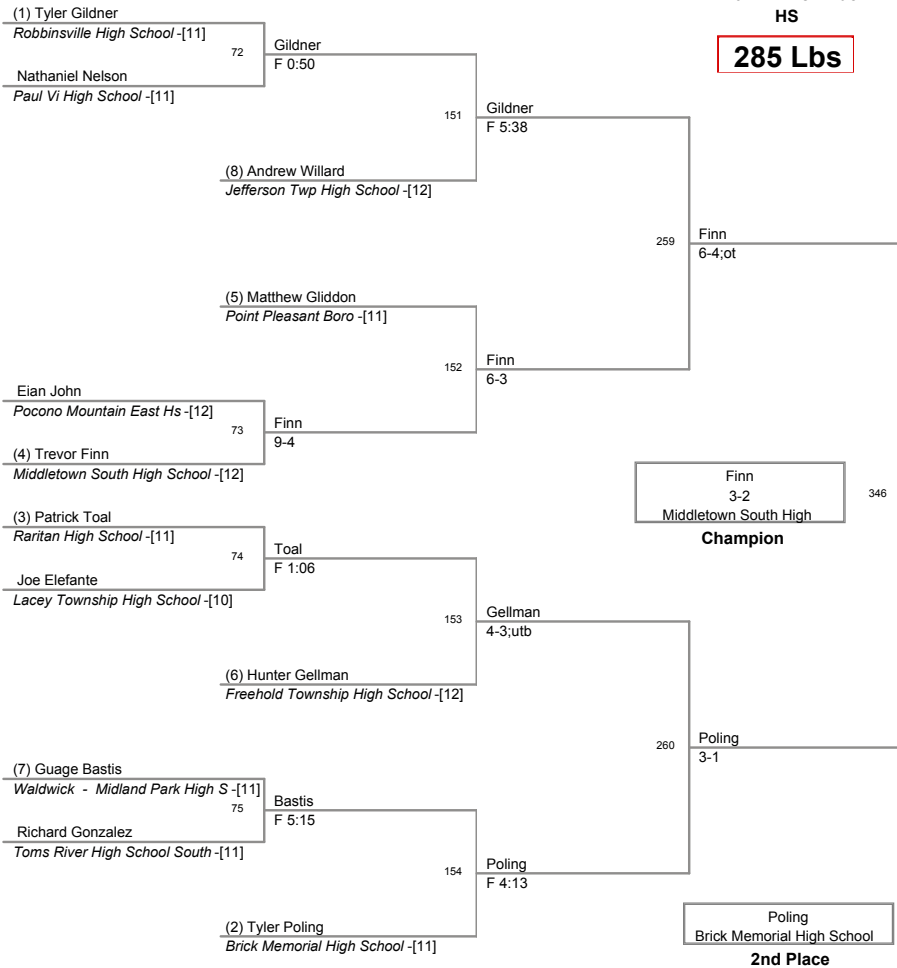 HS
285 Lbs
(1) Tyler Gildner
Robbinsville High School -[11]
72
Gildner
F 0:50
Nathaniel Nelson
Paul Vi High School -[11]
151
Gildner
F 5:38
(8) Andrew Willard
Jefferson Twp High School -[12]
259
Finn
6-4;ot
(5) Matthew Gliddon
Point Pleasant Boro -[11]
152
Finn
6-3
Eian John
Pocono Mountain East Hs -[12]
73
Finn
9-4
(4) Trevor Finn
Middletown South High School -[12]
Finn
3-2
Middletown South High
346
Champion
(3) Patrick Toal
Raritan High School -[11]
74
Toal
F 1:06
Joe Elefante
Lacey Township High School -[10]
153
Gellman
4-3;utb
(6) Hunter Gellman
Freehold Township High School -[12]
260
Poling
3-1
(7) Guage Bastis
Waldwick - Midland Park High S -[11]
75
Bastis
F 5:15
Richard Gonzalez
Toms River High School South -[11]
154
Poling
F 4:13
(2) Tyler Poling
Brick Memorial High School -[11]
Poling
Brick Memorial High School
2nd Place